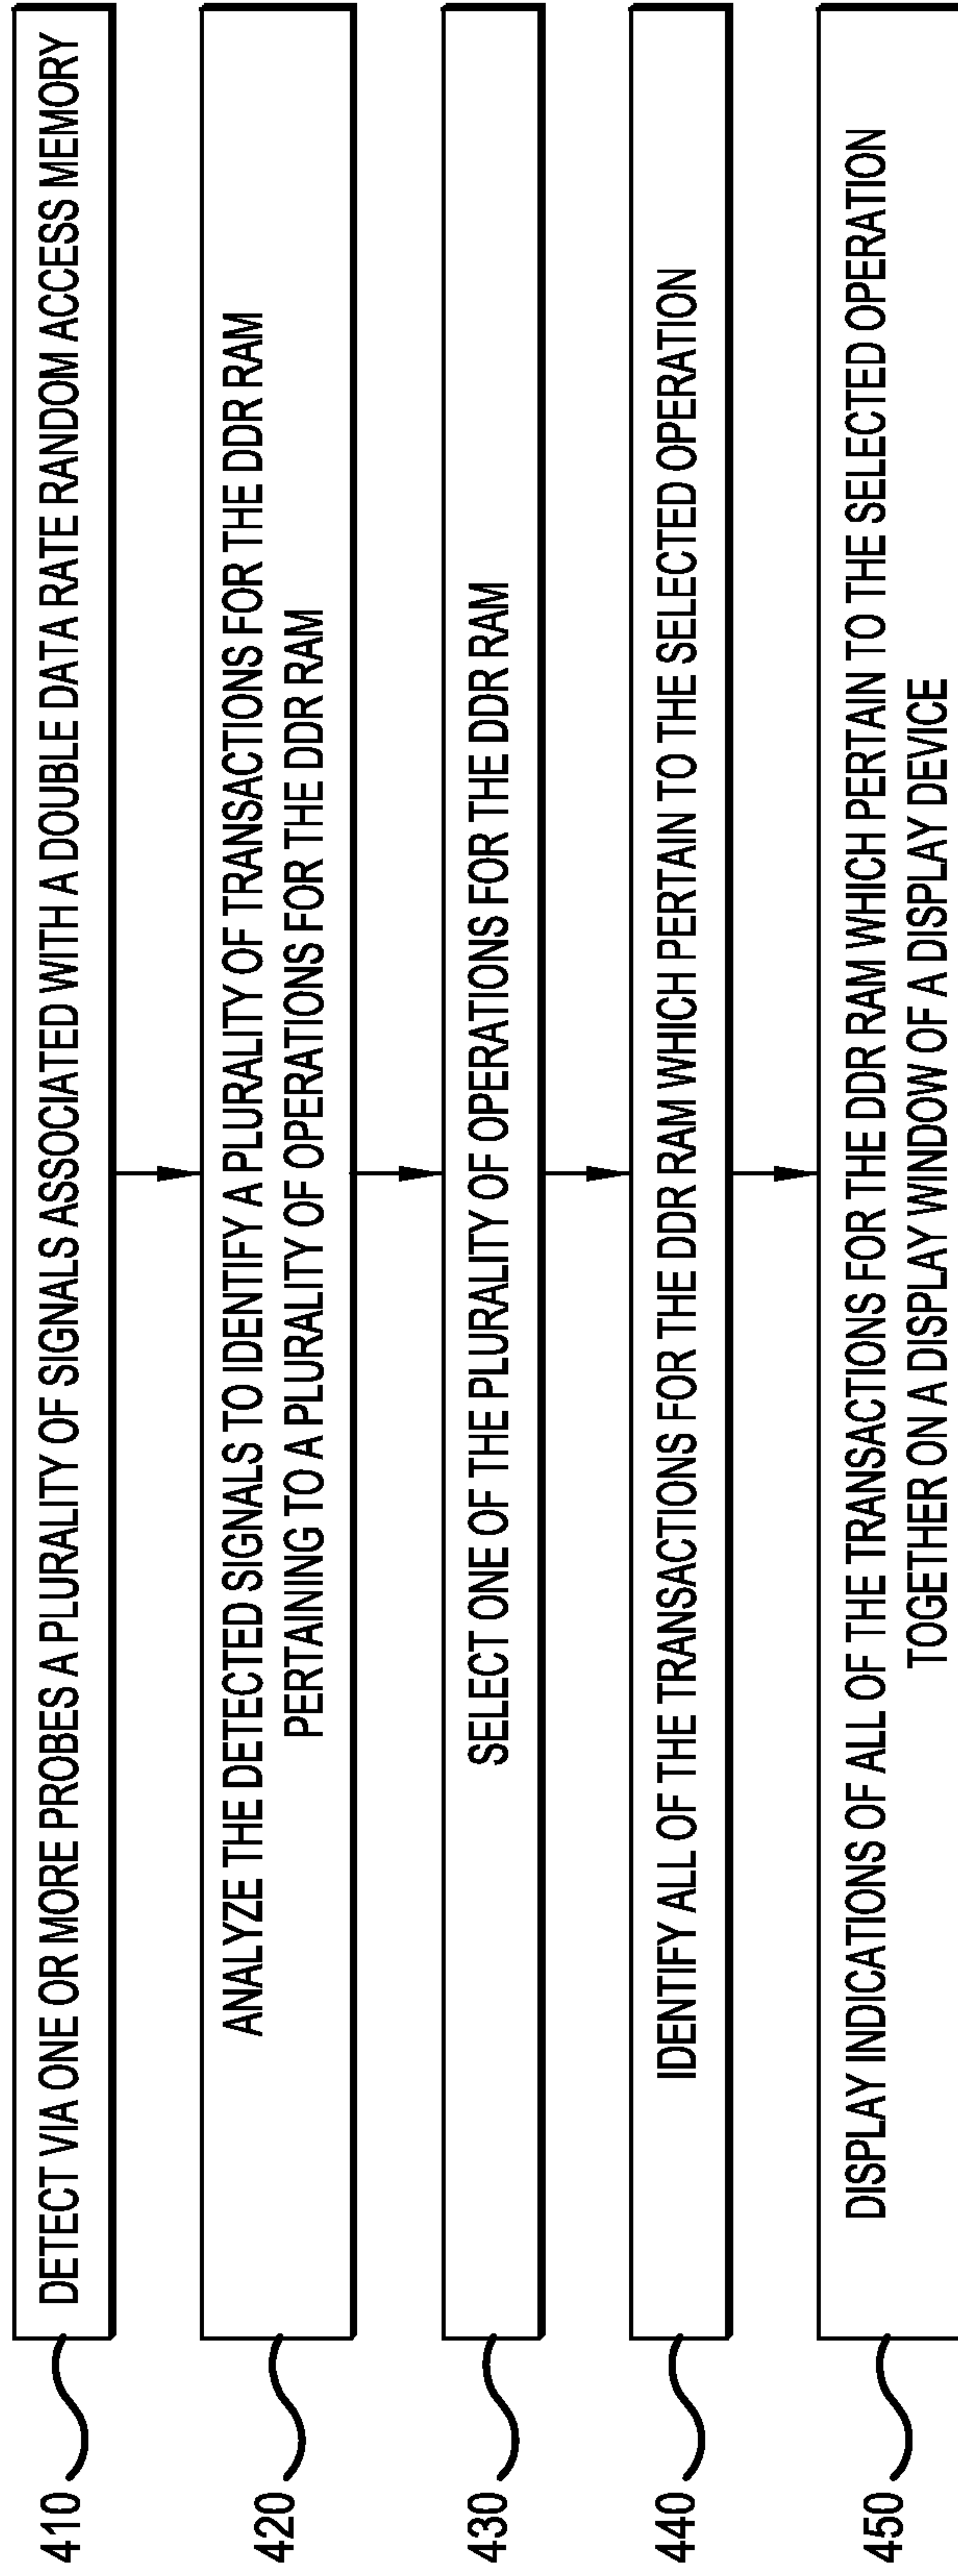 410
DETECT VIA ONE OR MORE PROBES A PLURALITY OF SIGNALS ASSOCIATED WITH A DOUBLE DATA RATE RANDOM ACCESS MEMORY
420
ANALYZE THE DETECTED SIGNALS TO IDENTIFY A PLURALITY OF TRANSACTIONS FOR THE DDR RAM
PERTAINING TO A PLURALITY OF OPERATIONS FOR THE DDR RAM
430
SELECT ONE OF THE PLURALITY OF OPERATIONS FOR THE DDR RAM
440
IDENTIFY ALL OF THE TRANSACTIONS FOR THE DDR RAM WHICH PERTAIN TO THE SELECTED OPERATION
450
DISPLAY INDICATIONS OF ALL OF THE TRANSACTIONS FOR THE DDR RAM WHICH PERTAIN TO THE SELECTED OPERATION
TOGETHER ON A DISPLAY WINDOW OF A DISPLAY DEVICE